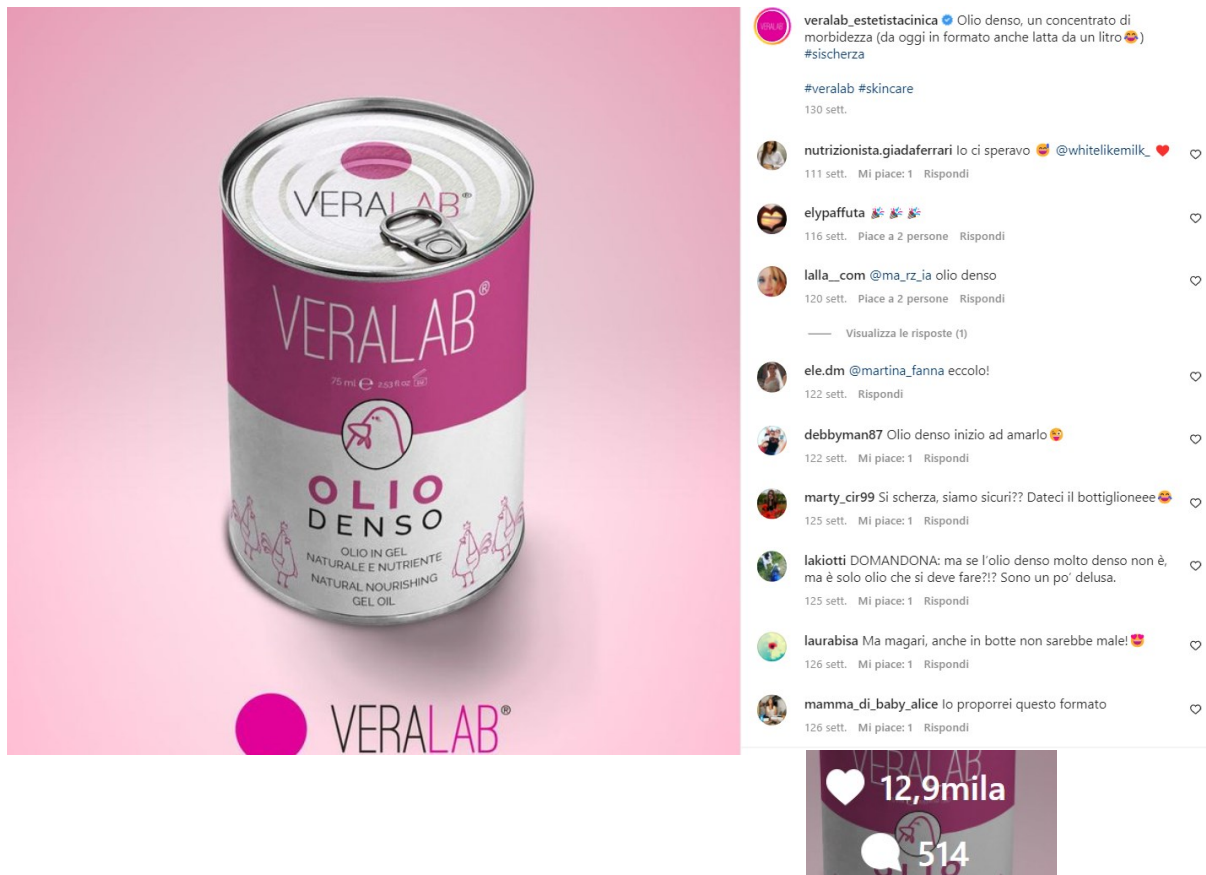 VERALAB®
VERALAB®
75 ml ℮ 2.53 fl oz
OLIO
DENSO
OLIO IN GEL
NATURALE E NUTRIENTE
NATURAL NOURISHING
GEL OIL
VERALAB®
veralab_estetistacinica Olio denso, un concentrato di
morbidezza (da oggi in formato anche latta da un litro😂)
#sischerza
#veralab #skincare
130 sett.
nutrizionista.giadaferrari Io ci speravo 😅 @whitelikemilk_ ❤️
111 sett. Mi piace: 1 Rispondi
elypaffuta 🎉 🎉 🎉
116 sett. Piace a 2 persone Rispondi
lalla__com @ma_rz_ia olio denso
120 sett. Piace a 2 persone Rispondi
Visualizza le risposte (1)
ele.dm @martina_fanna eccolo!
122 sett. Rispondi
debbyman87 Olio denso inizio ad amarlo😜
122 sett. Mi piace: 1 Rispondi
marty_cir99 Si scherza, siamo sicuri?? Dateci il bottiglioneee😂
125 sett. Mi piace: 1 Rispondi
lakiotti DOMANDONA: ma se l’olio denso molto denso non è,
ma è solo olio che si deve fare?!? Sono un po’ delusa.
125 sett. Mi piace: 1 Rispondi
laurabisa Ma magari, anche in botte non sarebbe male!😍
126 sett. Mi piace: 1 Rispondi
mamma_di_baby_alice Io proporrei questo formato
126 sett. Mi piace: 1 Rispondi
VERALAB
12,9mila
514